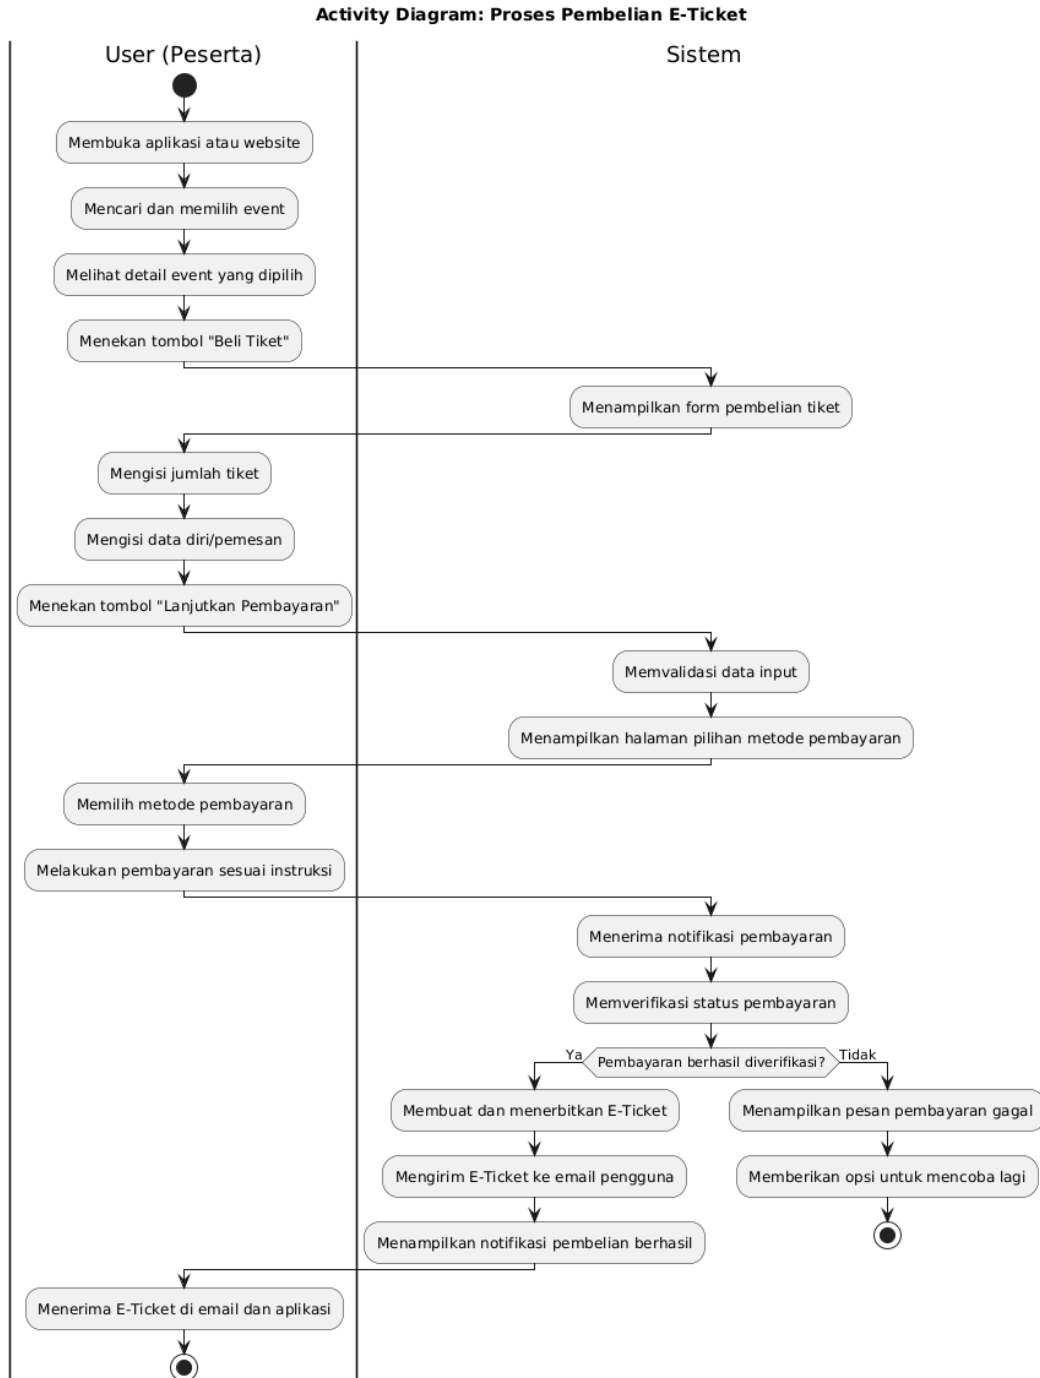 Activity Diagram: Proses Pembelian E-Ticket
User (Peserta)
Sistem
Membuka aplikasi atau website
Mencari dan memilih event
Melihat detail event yang dipilih
Menekan tombol "Beli Tiket"
Menampilkan form pembelian tiket
Mengisi jumlah tiket
Mengisi data diri/pemesan
Menekan tombol "Lanjutkan Pembayaran"
Memvalidasi data input
Menampilkan halaman pilihan metode pembayaran
Memilih metode pembayaran
Melakukan pembayaran sesuai instruksi
Menerima notifikasi pembayaran
Memverifikasi status pembayaran
Ya
Pembayaran berhasil diverifikasi?
Tidak
Membuat dan menerbitkan E-Ticket
Menampilkan pesan pembayaran gagal
Mengirim E-Ticket ke email pengguna
Memberikan opsi untuk mencoba lagi
Menampilkan notifikasi pembelian berhasil
Menerima E-Ticket di email dan aplikasi